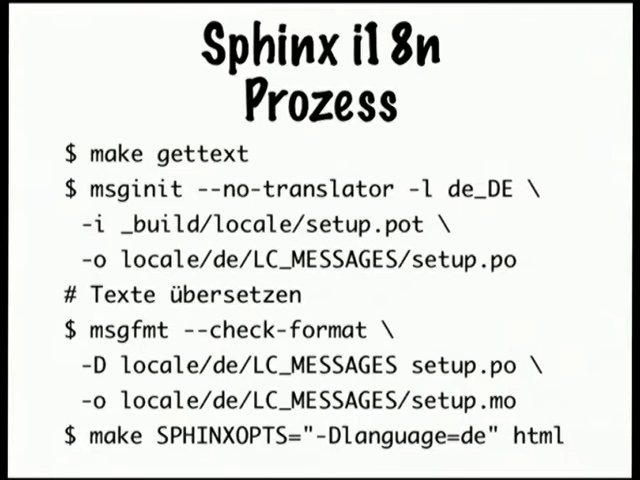 Sphinx i18n
Prozess
$ make gettext
$ msginit --no-translator -l de_DE \
-i _build/locale/setup.pot \
-o locale/de/LC_MESSAGES/setup.po
# Texte übersetzen
$ msgfmt --check-format \
-D locale/de/LC_MESSAGES setup.po \
-o locale/de/LC_MESSAGES/setup.mo
$ make SPHINXOPTS="-Dlanguage=de" html